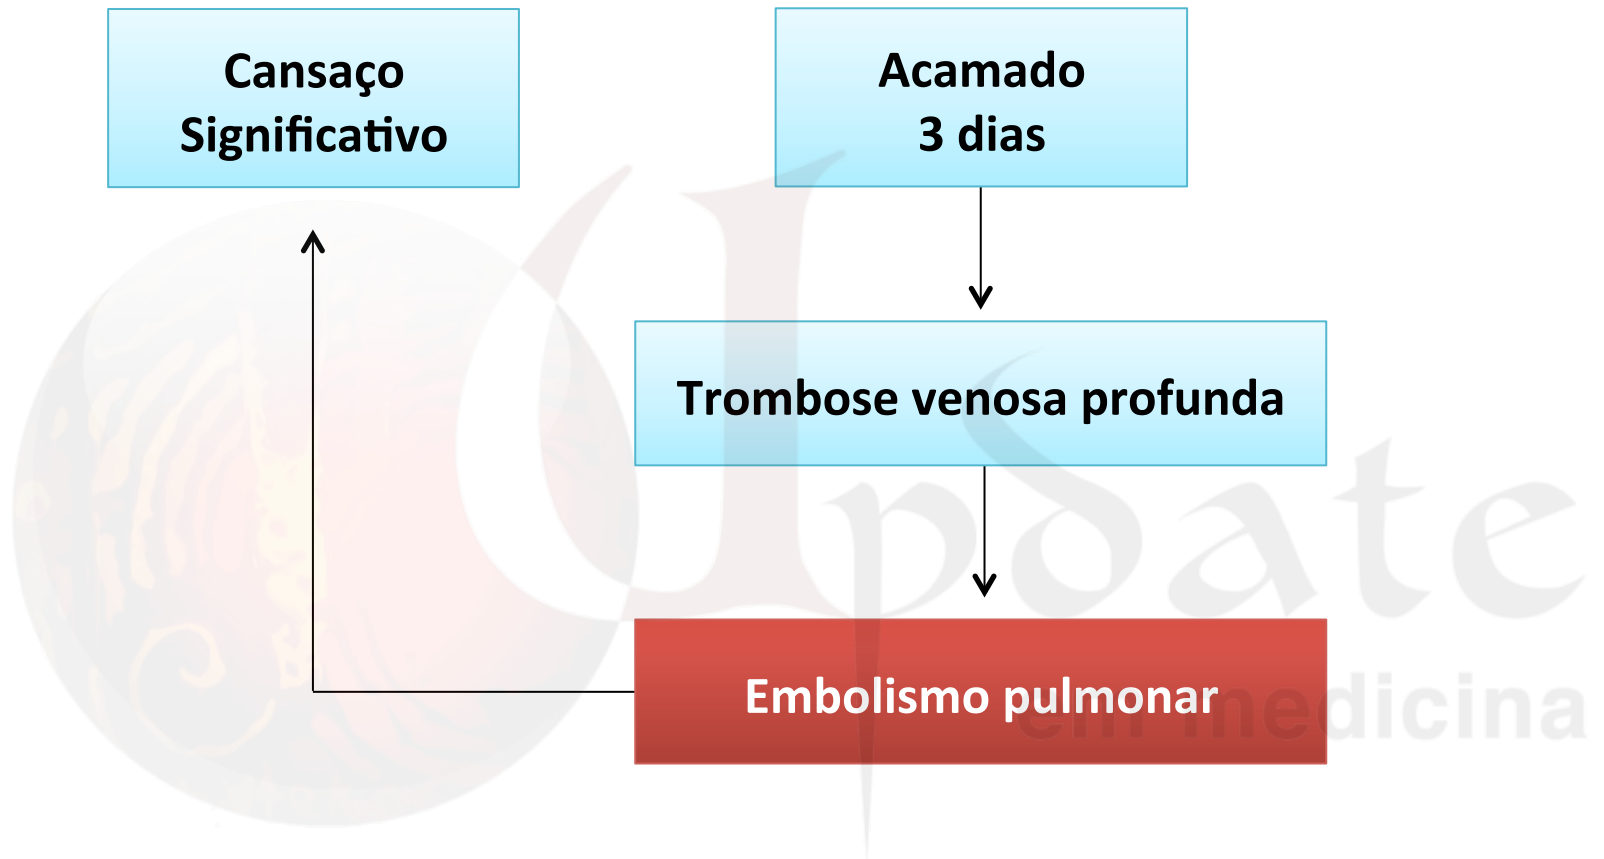 Cansaço
Significativo
Acamado
3 dias
Trombose venosa profunda
Embolismo pulmonar
Update
em medicina